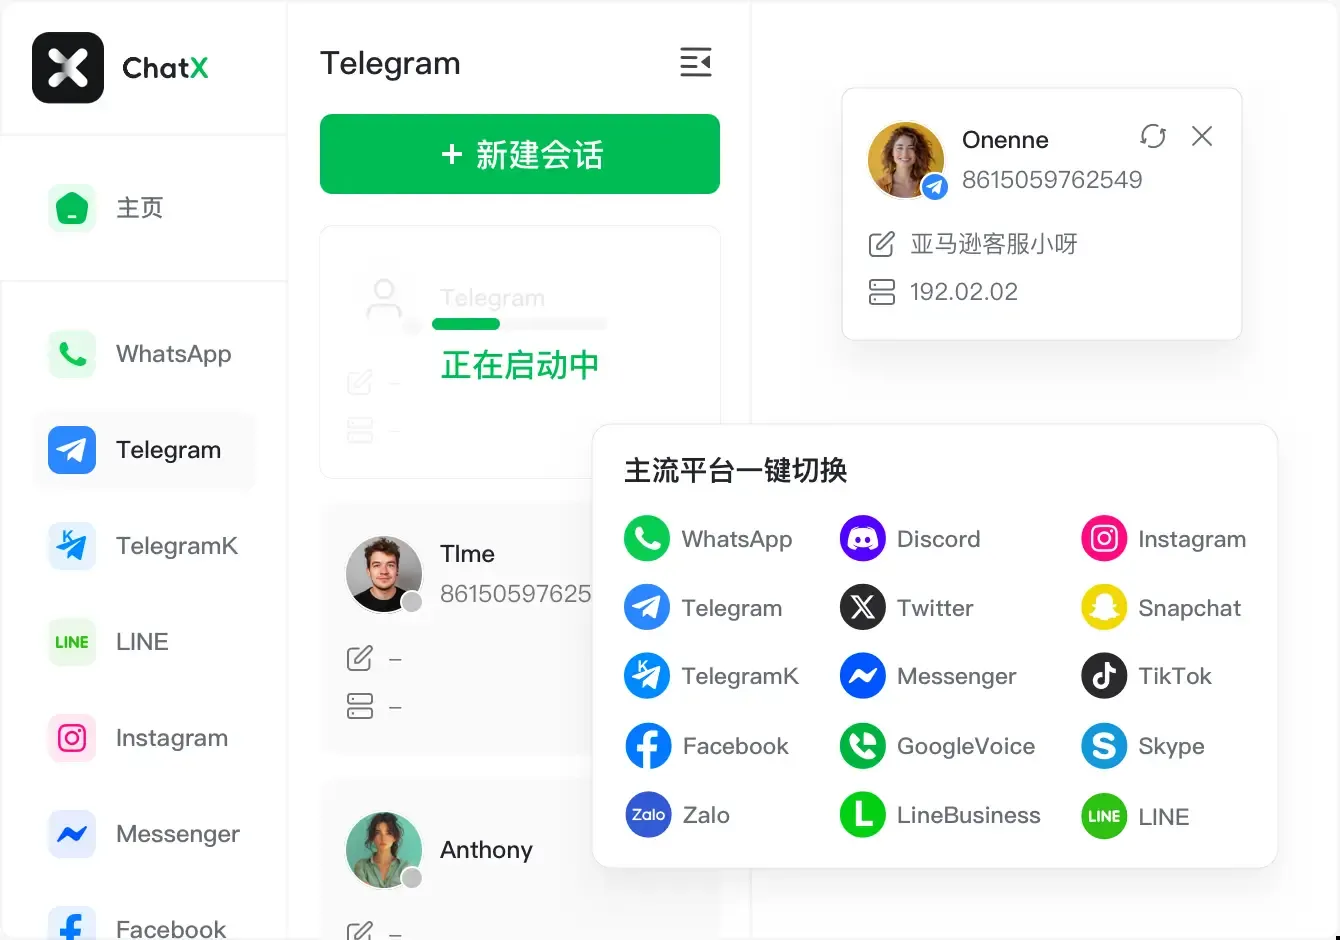 ChatX
主页
WhatsApp
Telegram
TelegramK
LINE
LINE
Instagram
Messenger
Facebook
Telegram
+ 新建会话
Telegram
正在启动中
–
–
TIme
86150597625
–
–
Anthony
–
Onenne
8615059762549
亚马逊客服小呀
192.02.02
主流平台一键切换
WhatsApp
Discord
Instagram
Telegram
Twitter
Snapchat
K
TelegramK
Messenger
TikTok
Facebook
GoogleVoice
Skype
Zalo
Zalo
LineBusiness
LINE
LINE